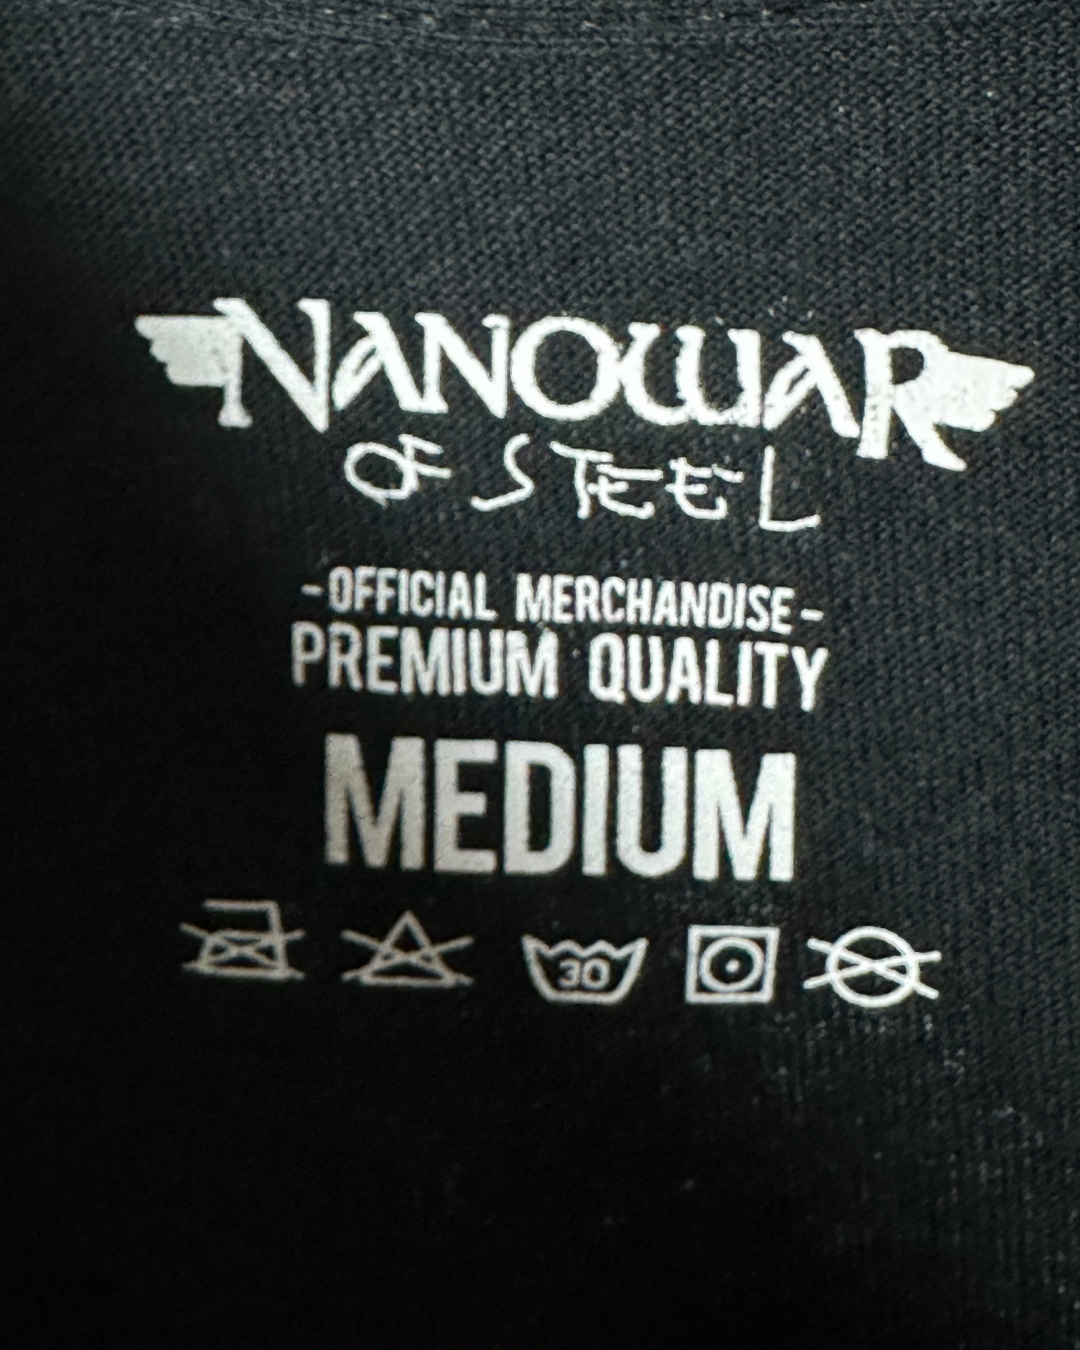 NANOWAR
OF STEEL
-OFFICIAL MERCHANDISE-
PREMIUM QUALITY
MEDIUM
30